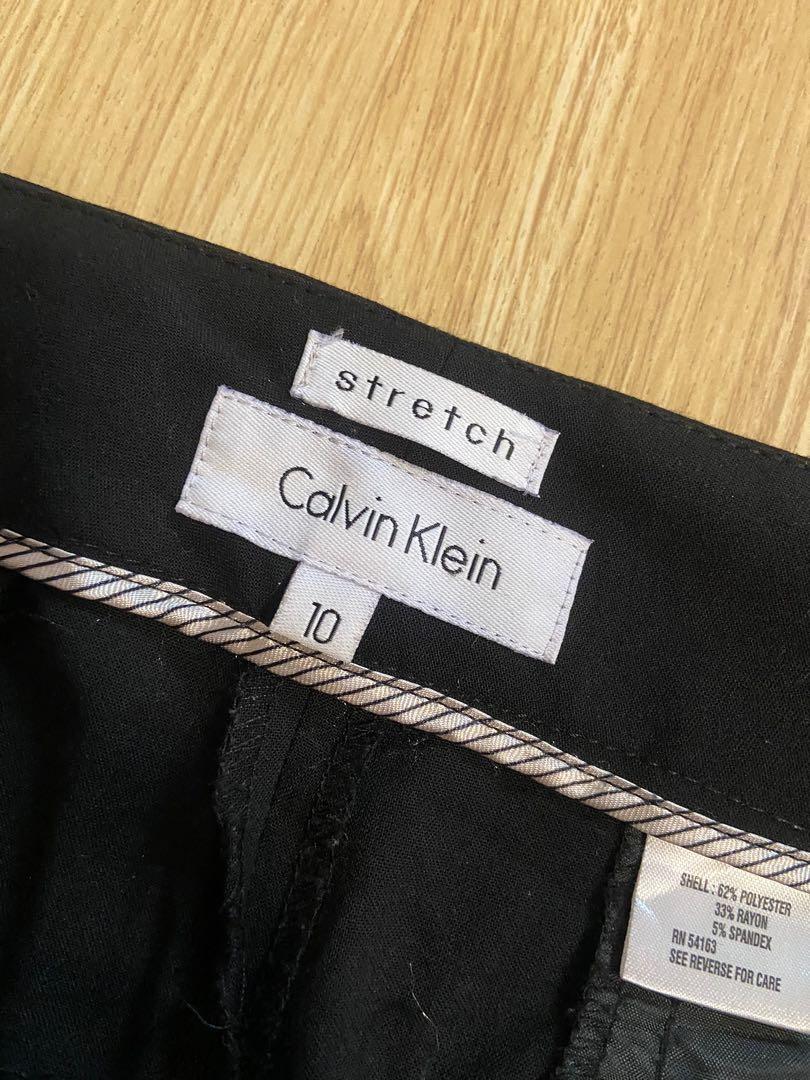 stretch
Calvin Klein
10
SHELL : 62% POLYESTER
33% RAYON
5% SPANDEX
RN 54163
SEE REVERSE FOR CARE